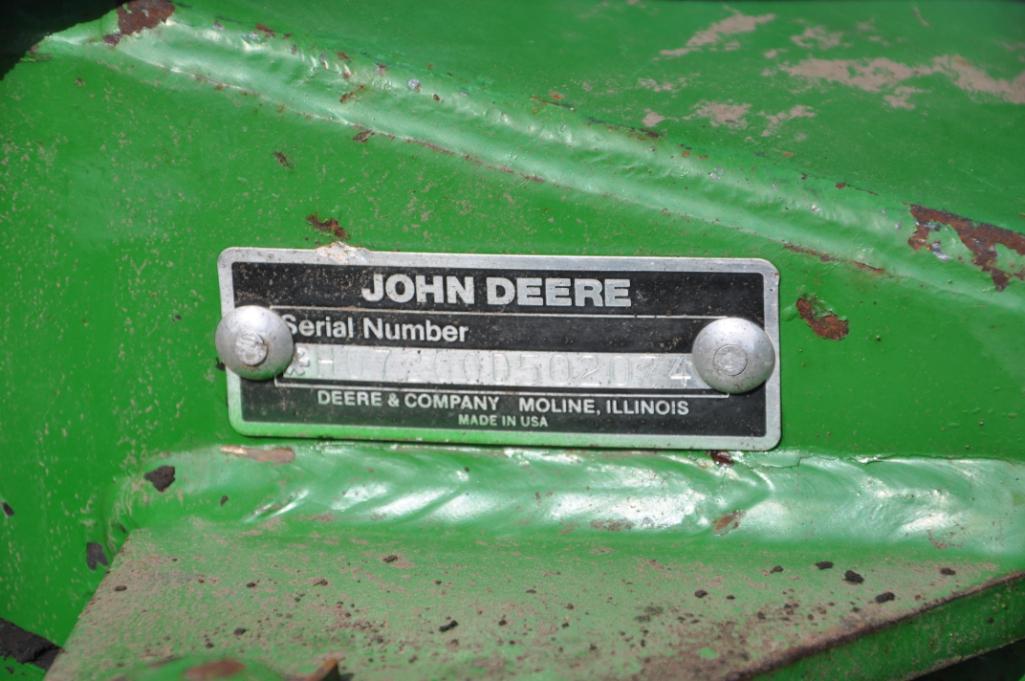 JOHN DEERE
Serial Number
DEERE & COMPANY MOLINE, ILLINOIS
MADE IN USA